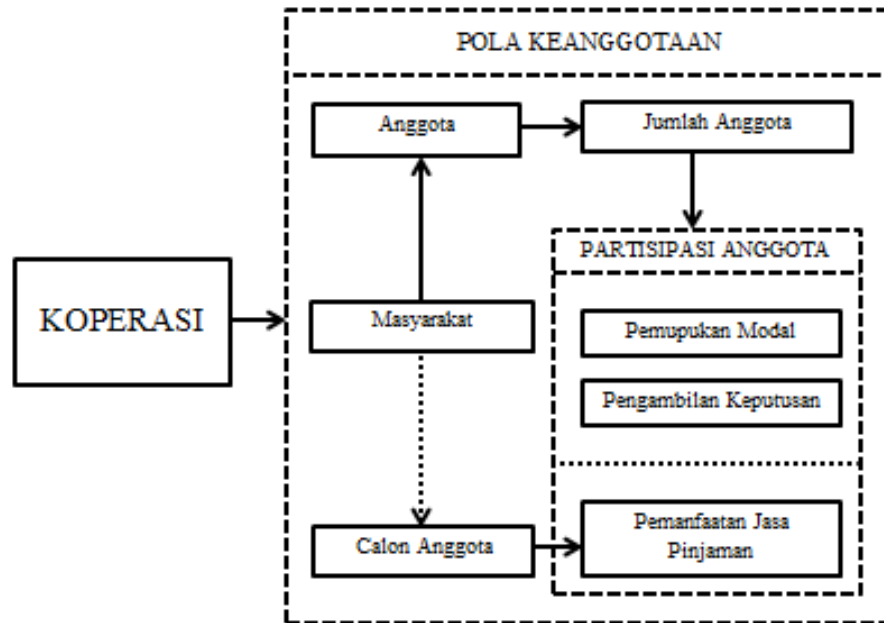 POLA KEANGGOTAAN
Anggota
Jumlah Anggota
PARTISIPASI ANGGOTA
KOPERASI
Masyarakat
Pemupukan Modal
Pengambilan Keputusan
Calon Anggota
Pemanfaatan Jasa
Pinjaman